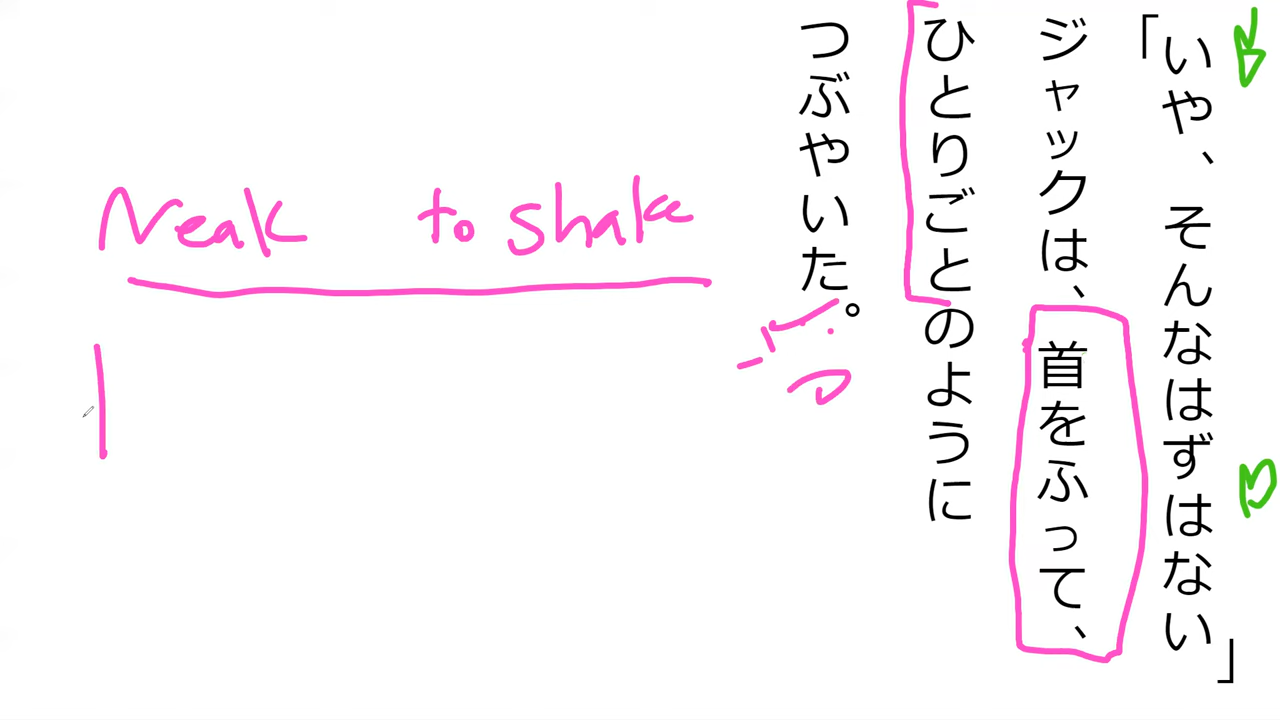 「いや、そんなはずはない」
ジャックは、首をふって、
ひとりごとのように
つぶやいた。
Neak to shake